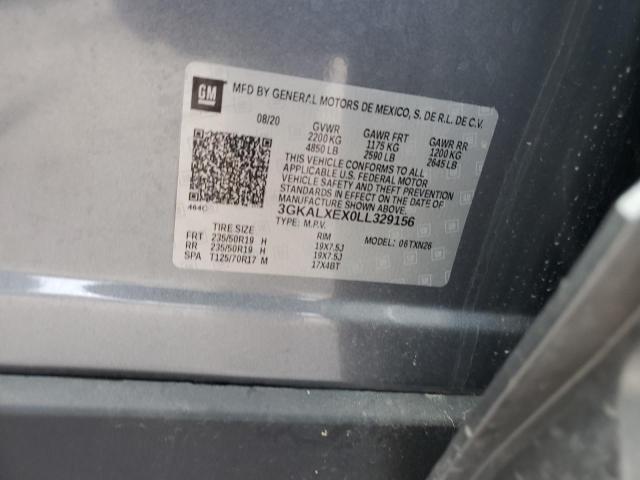 GM
MFD BY GENERAL MOTORS DE MEXICO, S. DE R.L. DE C.V.
08/20 GVWR GAWR FRT GAWR RR
2200 KG 1175 KG 1200 KG
4850 LB 2590 LB 2645 LB
THIS VEHICLE CONFORMS TO ALL
APPLICABLE U.S. FEDERAL MOTOR
VEHICLE SAFETY AND THEFT PREVENTION
STANDARDS IN EFFECT ON THE DATE OF
MANUFACTURE SHOWN ABOVE.
464C 3GKALXEX0LL329156
TYPE: M.P.V. MODEL: 06TXN26
TIRE SIZE RIM
FRT 235/50R19 H 19X7.5J
RR 235/50R19 H 19X7.5J
SPA T125/70R17 M 17X4BT